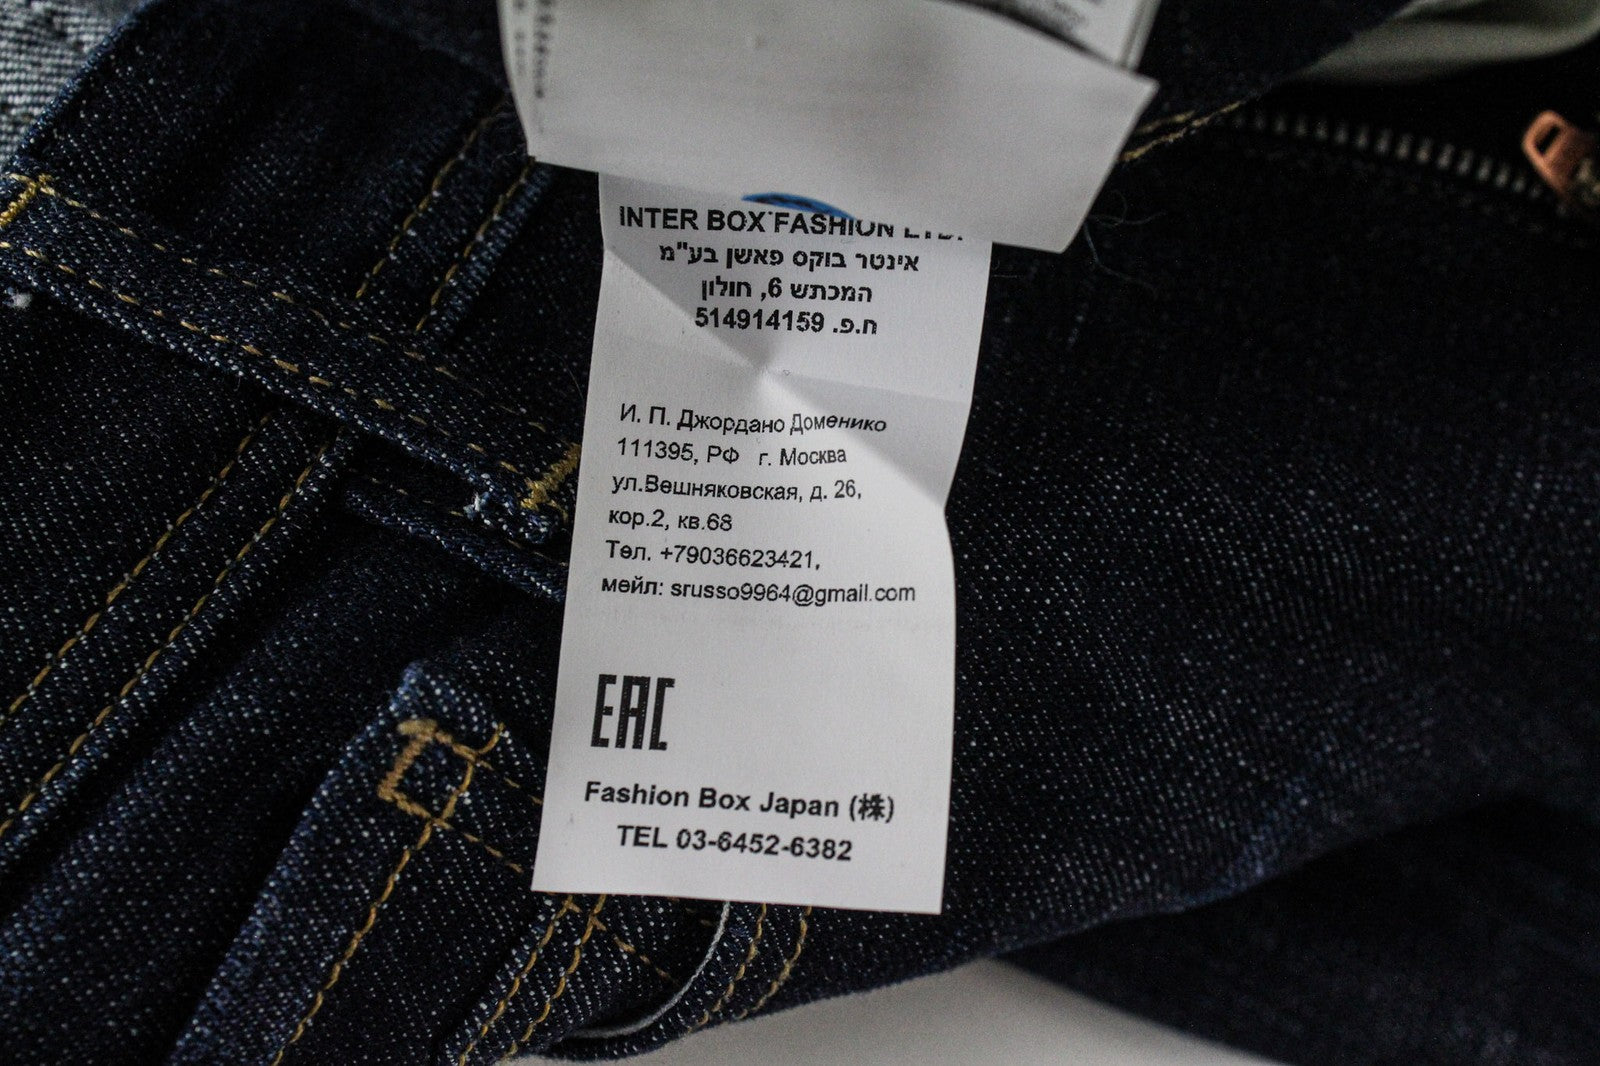 INTER BOX FASHION LTD.
אינטר בוקס פאשן בע"מ
המכתש 6, חולון
ח.פ. 514914159
И. П. Джордано Доменико
111395, РФ г. Москва
ул.Вешняковская, д. 26,
кор.2, кв.68
Тел. +79036623421,
мейл: srusso9964@gmail.com
EAC
Fashion Box Japan (株)
TEL 03-6452-6382